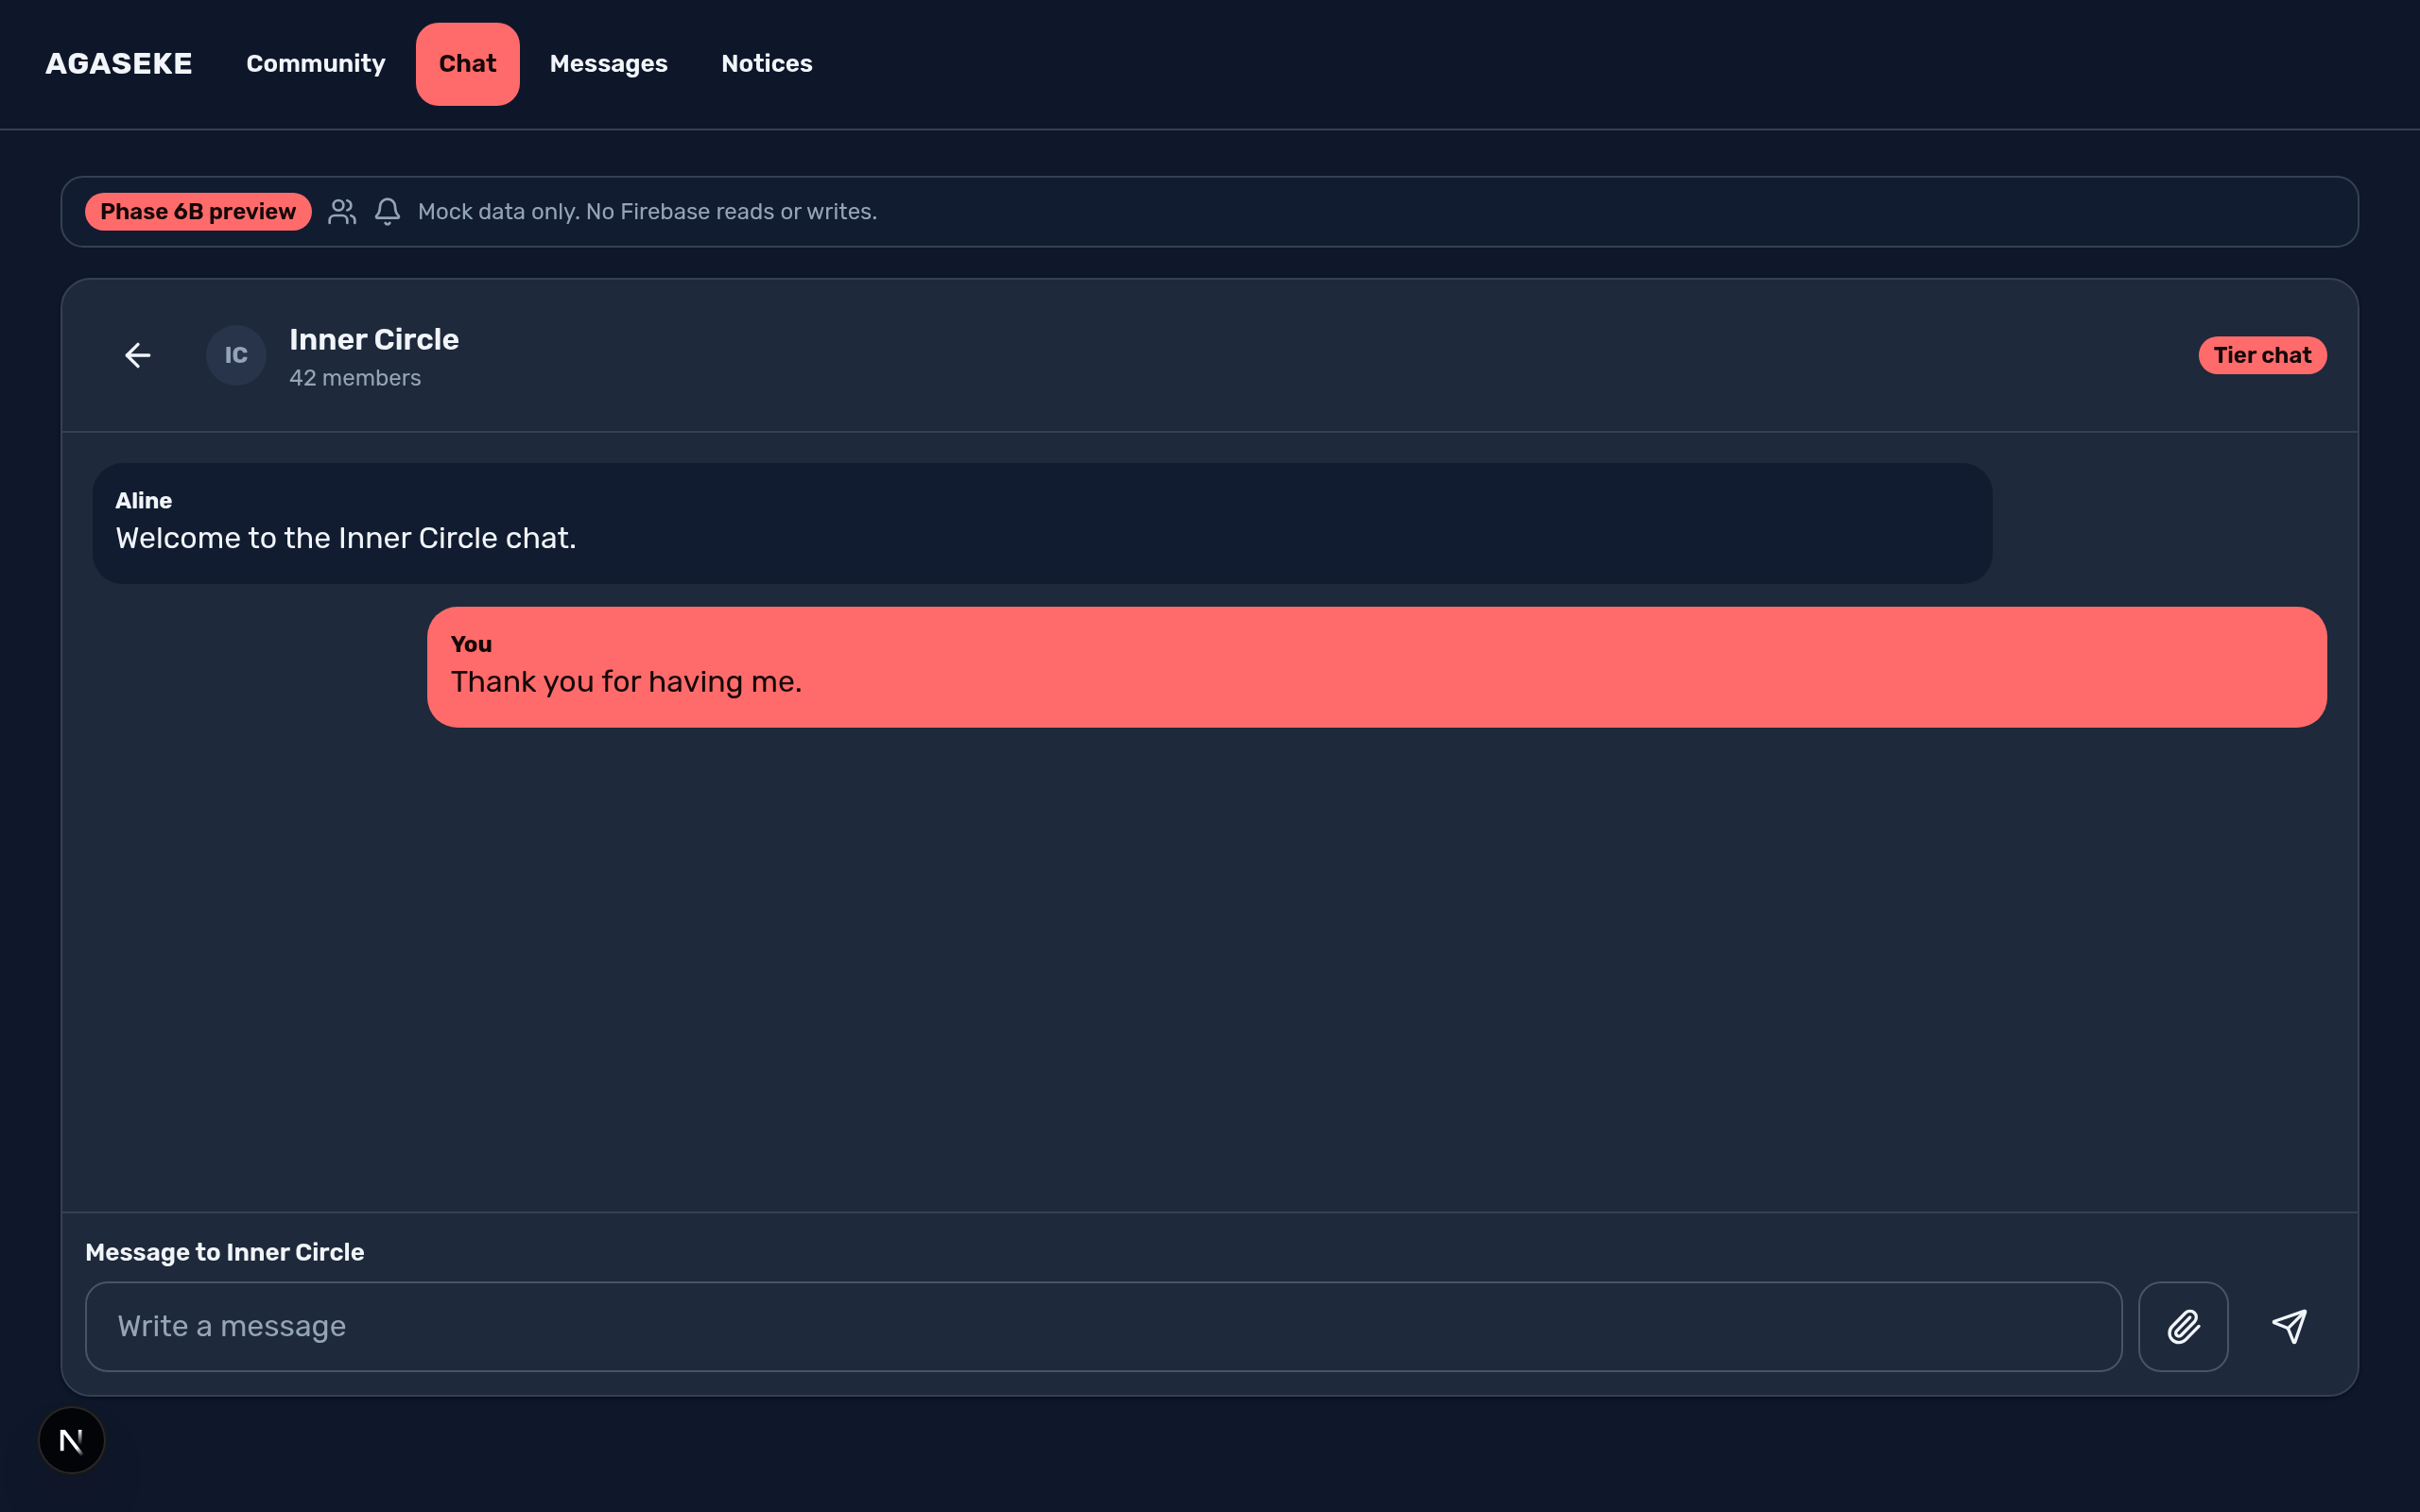 AGASEKE Community Chat Messages Notices
Phase 6B preview Mock data only. No Firebase reads or writes.
IC Inner Circle
42 members
Tier chat
Aline
Welcome to the Inner Circle chat.
You
Thank you for having me.
Message to Inner Circle
Write a message
N